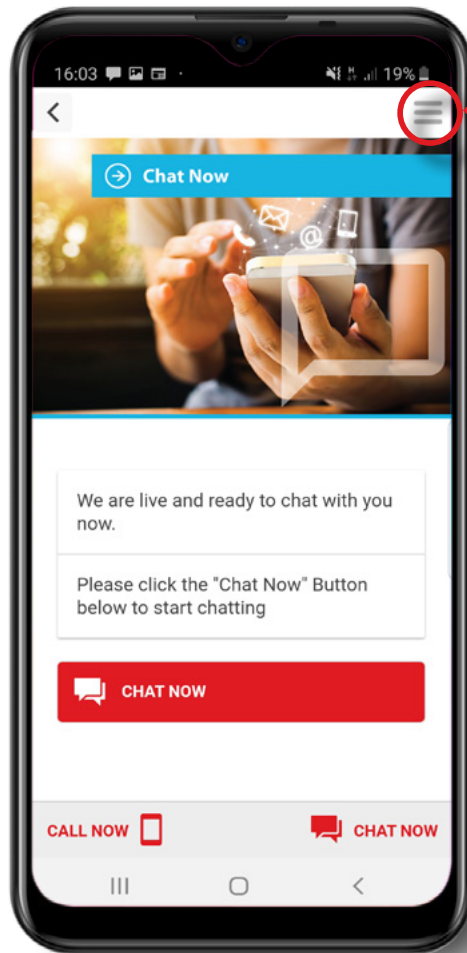 16:03
19%
Chat Now
@
We are live and ready to chat with you
now.
Please click the "Chat Now" Button
below to start chatting
CHAT NOW
CALL NOW
CHAT NOW